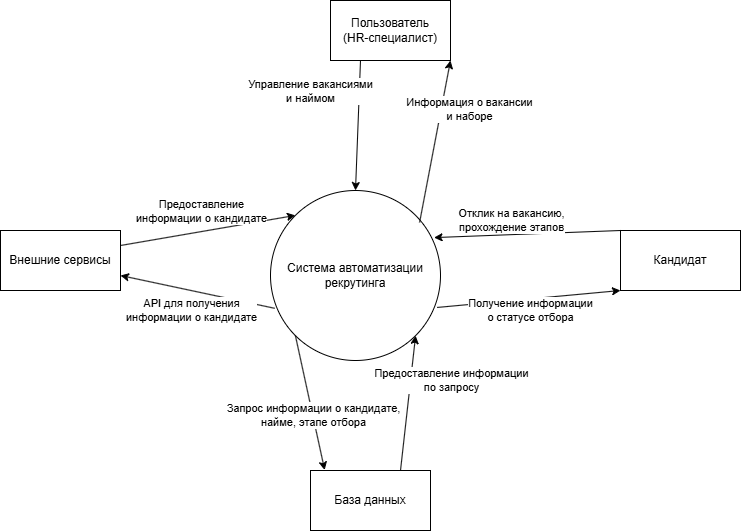 Пользователь
(HR-специалист)
Управление вакансиями
и наймом
Информация о вакансии
и наборе
Предоставление
информации о кандидате
Отклик на вакансию,
прохождение этапов
Внешние сервисы
Система автоматизации
рекрутинга
Кандидат
API для получения
информации о кандидате
Получение информации
о статусе отбора
Предоставление информации
по запросу
Запрос информации о кандидате,
найме, этапе отбора
База данных